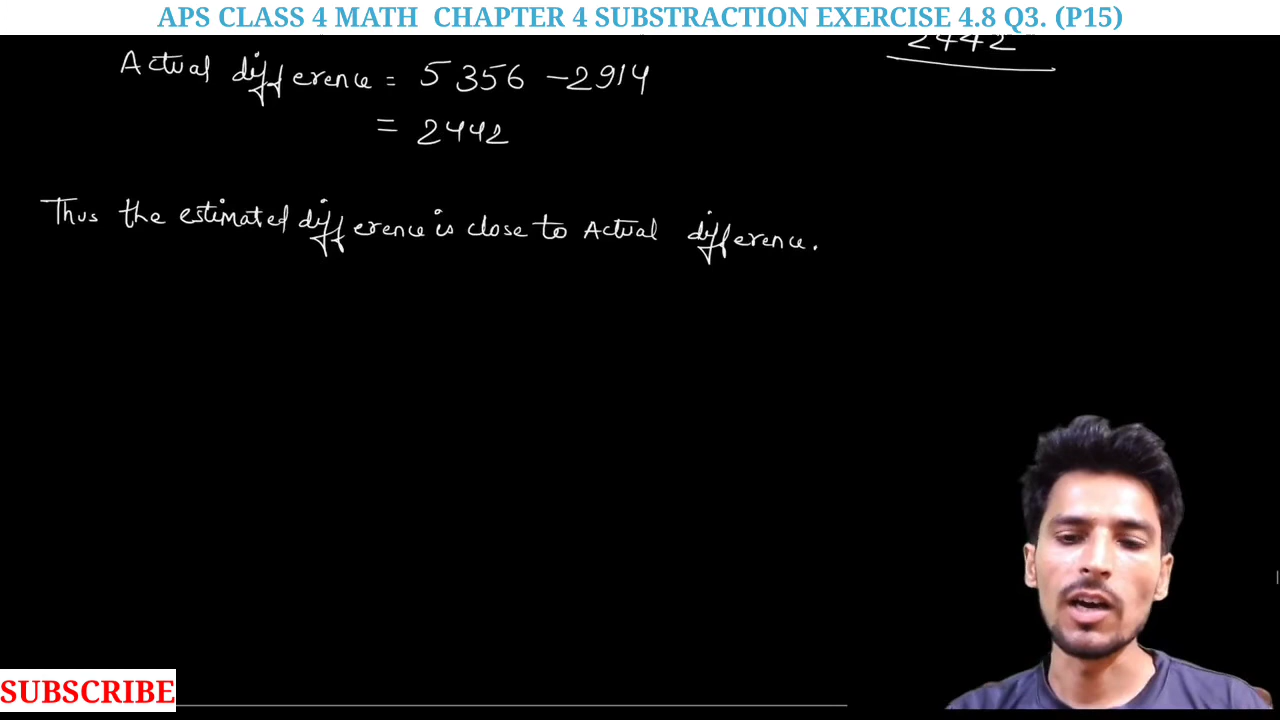 APS CLASS 4 MATH CHAPTER 4 SUBSTRACTION EXERCISE 4.8 Q3. (P15)
2442
Actual difference = 5356 - 2914
= 2442
Thus the estimated difference is close to Actual difference.
SUBSCRIBE